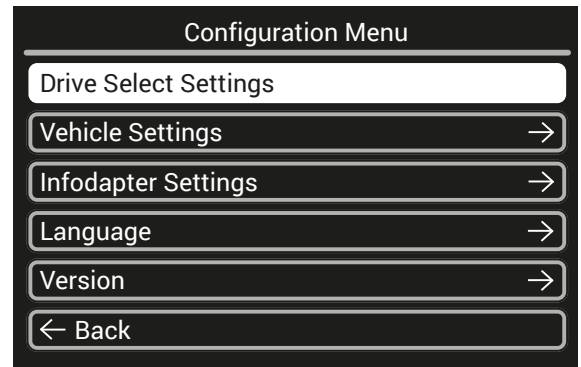 Configuration Menu
Drive Select Settings
Vehicle Settings →
Infodapter Settings →
Language →
Version →
← Back